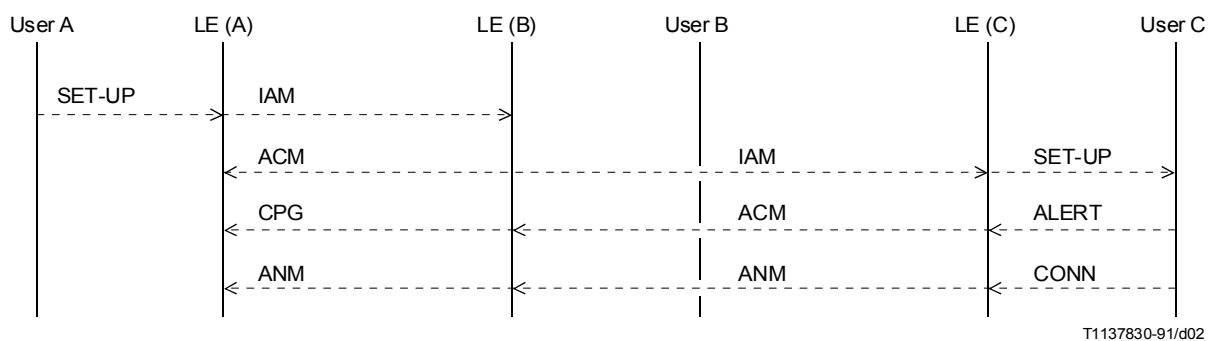 User A LE (A) LE (B) User B LE (C) User C
SET-UP IAM
ACM IAM SET-UP
CPG ACM ALERT
ANM ANM CONN
T1137830-91/d02